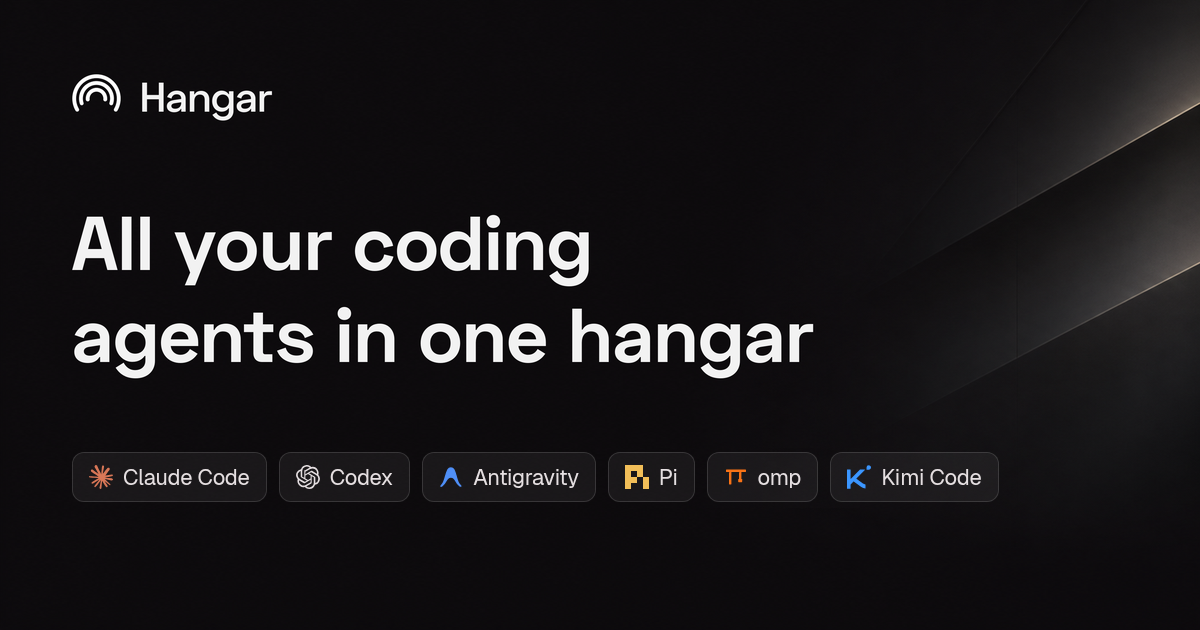 Hangar
All your coding
agents in one hangar
Claude Code
Codex
Antigravity
Pi
omp
Kimi Code